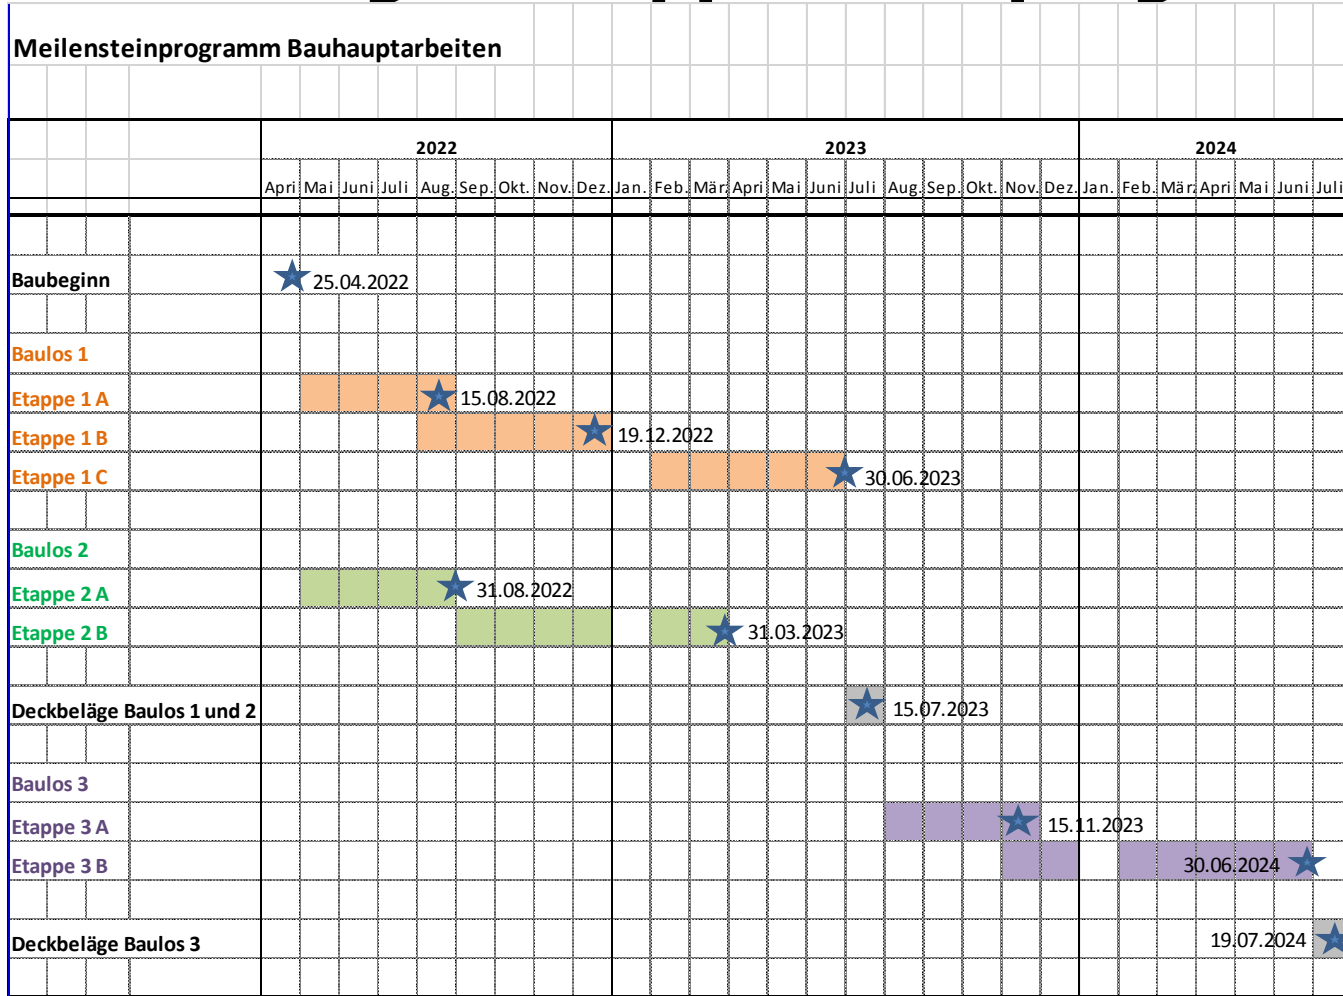 Meilensteinprogramm Bauhauptarbeiten
2022 2023 2024
Apri Mai Juni Juli Aug. Sep. Okt. Nov. Dez. Jan. Feb. Mär Apri Mai Juni Juli Aug. Sep. Okt. Nov. Dez. Jan. Feb. Mär Apri Mai Juni Juli
Baubeginn 25.04.2022
Baulos 1
Etappe 1 A 15.08.2022
Etappe 1 B 19.12.2022
Etappe 1 C 30.06.2023
Baulos 2
Etappe 2 A 31.08.2022
Etappe 2 B 31.03.2023
Deckbeläge Baulos 1 und 2 15.07.2023
Baulos 3
Etappe 3 A 15.11.2023
Etappe 3 B 30.06.2024
Deckbeläge Baulos 3 19.07.2024